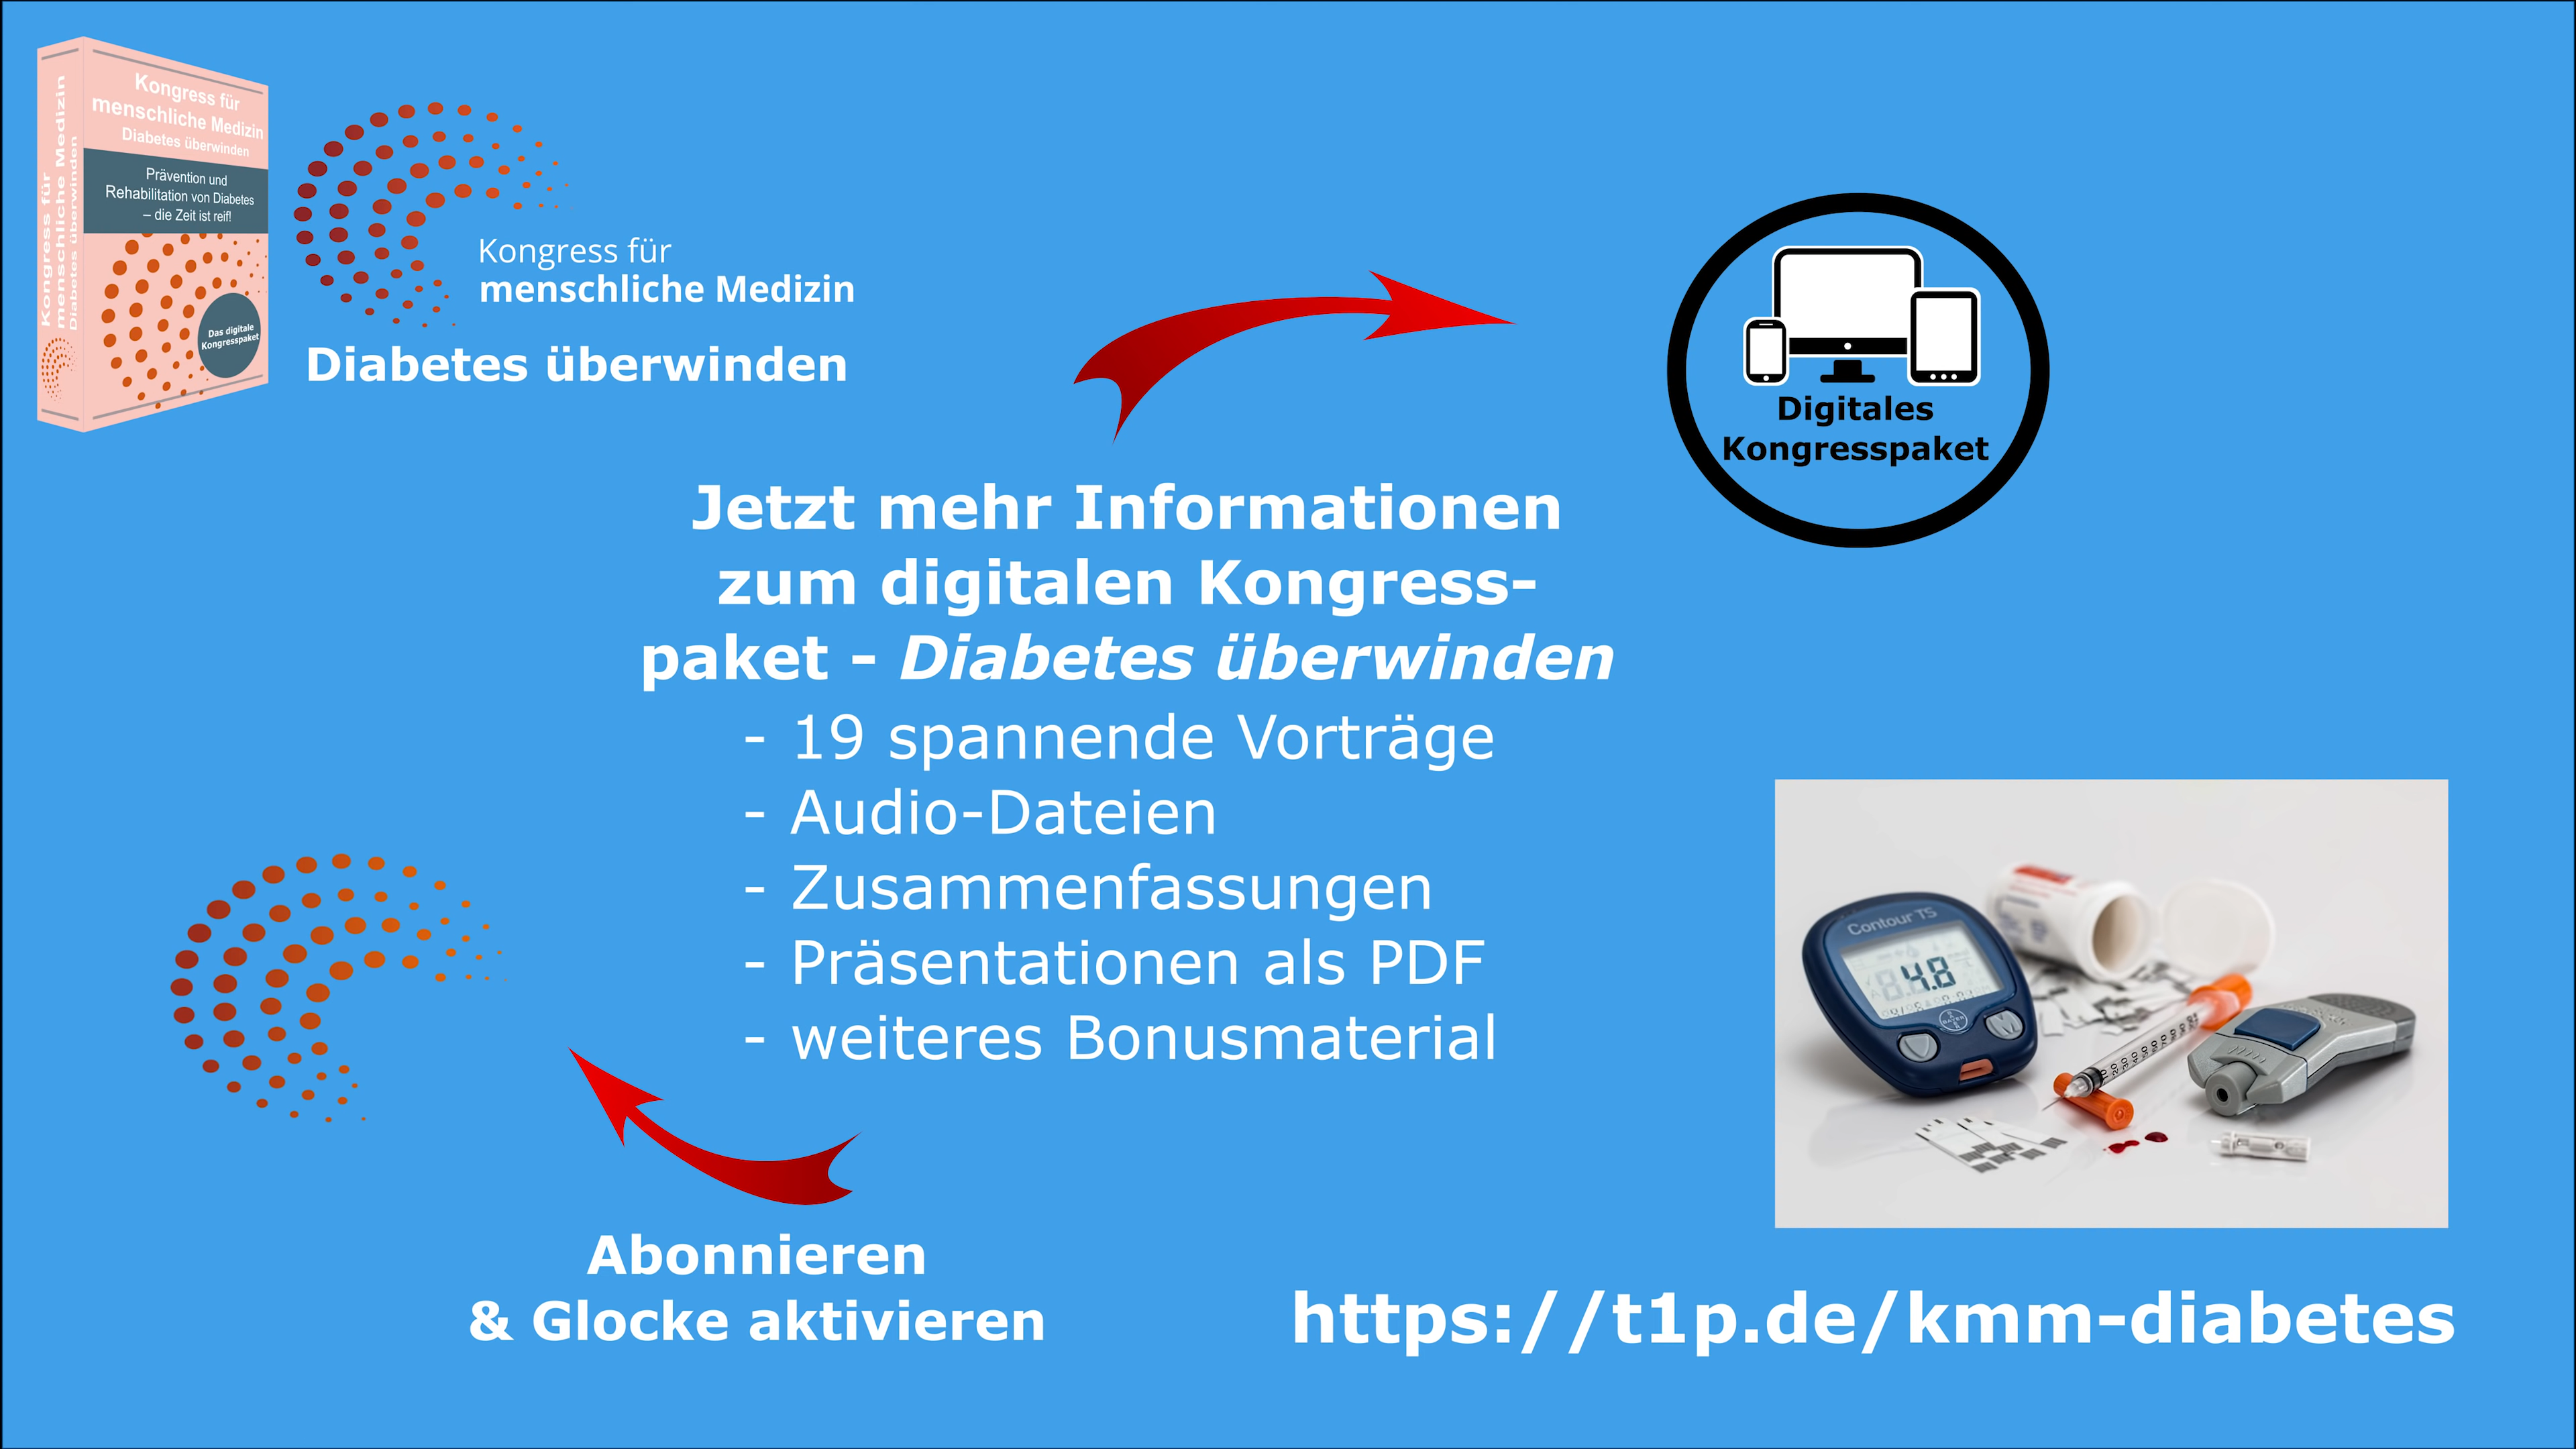 Kongress für
menschliche Medizin
Diabetes überwinden
Kongress für
menschliche Medizin
Diabetes überwinden
Prävention und
Rehabilitation von Diabetes
– die Zeit ist reif!
Das digitale
Kongresspaket
Kongress für
menschliche Medizin
Diabetes überwinden
Digitales
Kongresspaket
Jetzt mehr Informationen
zum digitalen Kongress-
paket - Diabetes überwinden
- 19 spannende Vorträge
- Audio-Dateien
- Zusammenfassungen
- Präsentationen als PDF
- weiteres Bonusmaterial
Contour TS
4.8
BAYER
M
Abonnieren
& Glocke aktivieren
https://t1p.de/kmm-diabetes